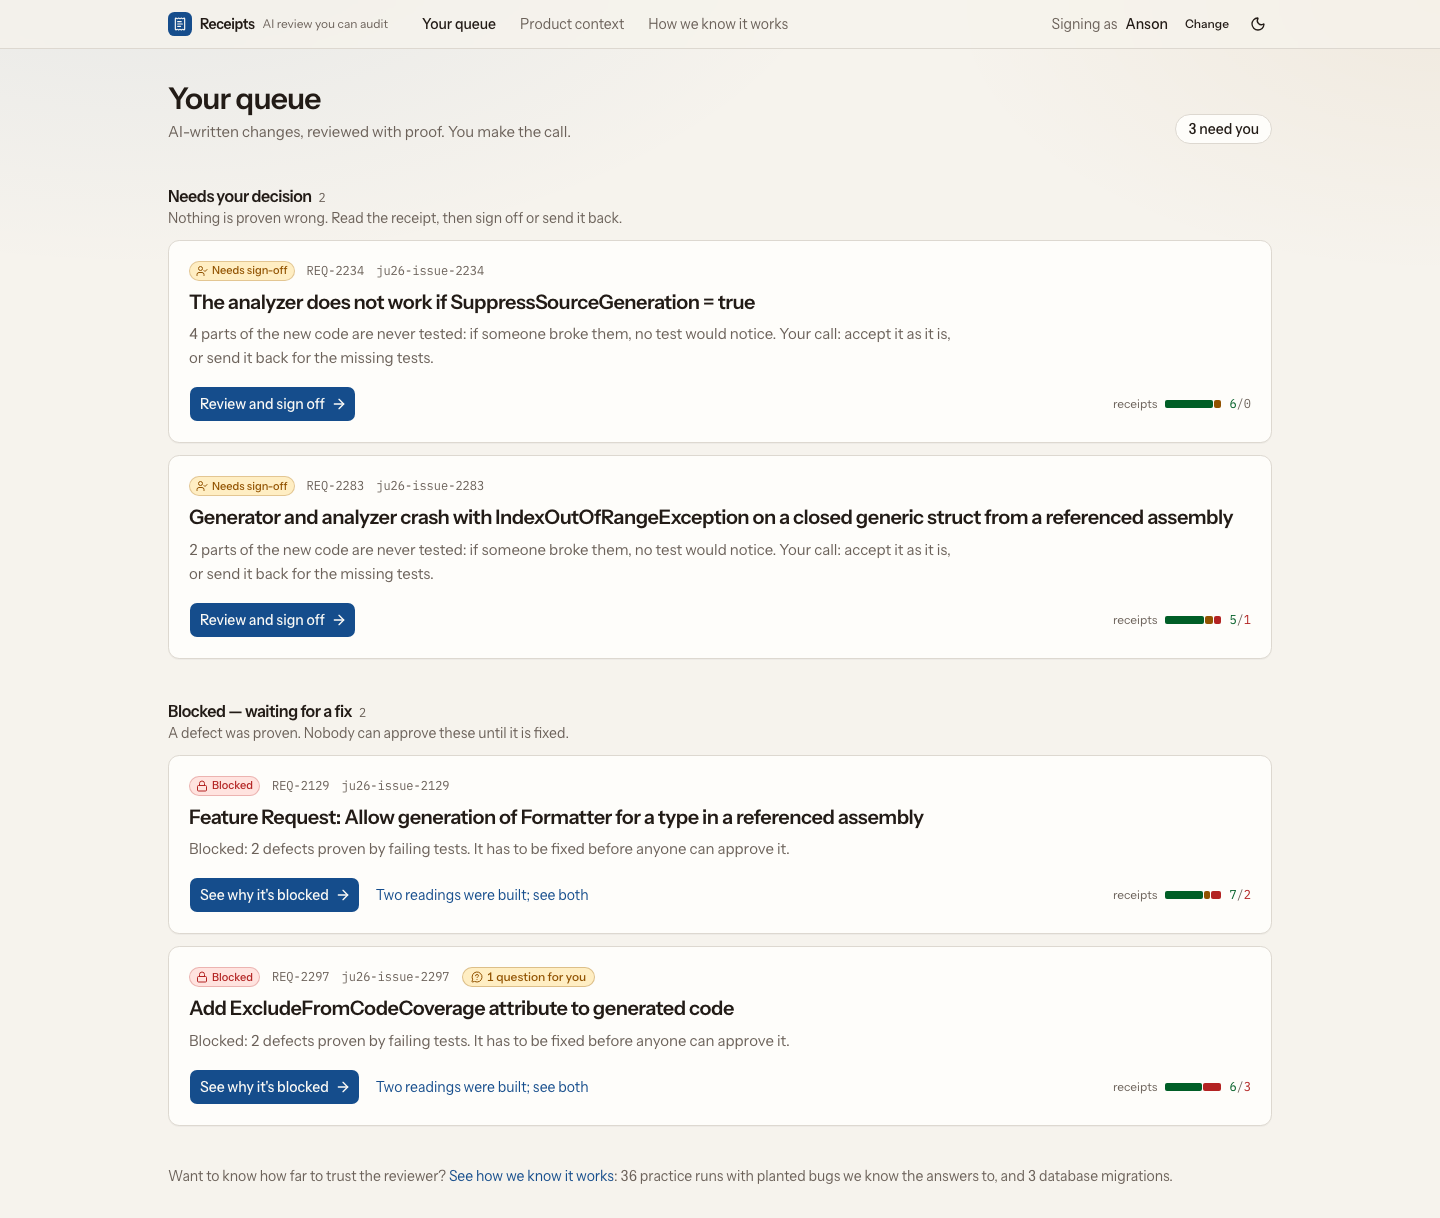 Receipts AI review you can audit Your queue Product context How we know it works Signing as Anson Change
Your queue
AI-written changes, reviewed with proof. You make the call.
3 need you
Needs your decision 2
Nothing is proven wrong. Read the receipt, then sign off or send it back.
Needs sign-off REQ-2234 ju26-issue-2234
The analyzer does not work if SuppressSourceGeneration = true
4 parts of the new code are never tested: if someone broke them, no test would notice. Your call: accept it as it is,
or send it back for the missing tests.
Review and sign off → receipts 6/0
Needs sign-off REQ-2283 ju26-issue-2283
Generator and analyzer crash with IndexOutOfRangeException on a closed generic struct from a referenced assembly
2 parts of the new code are never tested: if someone broke them, no test would notice. Your call: accept it as it is,
or send it back for the missing tests.
Review and sign off → receipts 5/1
Blocked — waiting for a fix 2
A defect was proven. Nobody can approve these until it is fixed.
Blocked REQ-2129 ju26-issue-2129
Feature Request: Allow generation of Formatter for a type in a referenced assembly
Blocked: 2 defects proven by failing tests. It has to be fixed before anyone can approve it.
See why it's blocked → Two readings were built; see both receipts 7/2
Blocked REQ-2297 ju26-issue-2297 1 question for you
Add ExcludeFromCodeCoverage attribute to generated code
Blocked: 2 defects proven by failing tests. It has to be fixed before anyone can approve it.
See why it's blocked → Two readings were built; see both receipts 6/3
Want to know how far to trust the reviewer? See how we know it works: 36 practice runs with planted bugs we know the answers to, and 3 database migrations.